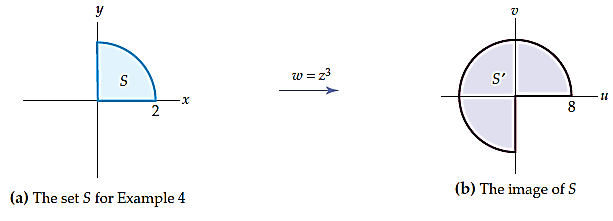 y
S
x
2
(a) The set S for Example 4
w = z³
v
S′
u
8
(b) The image of S